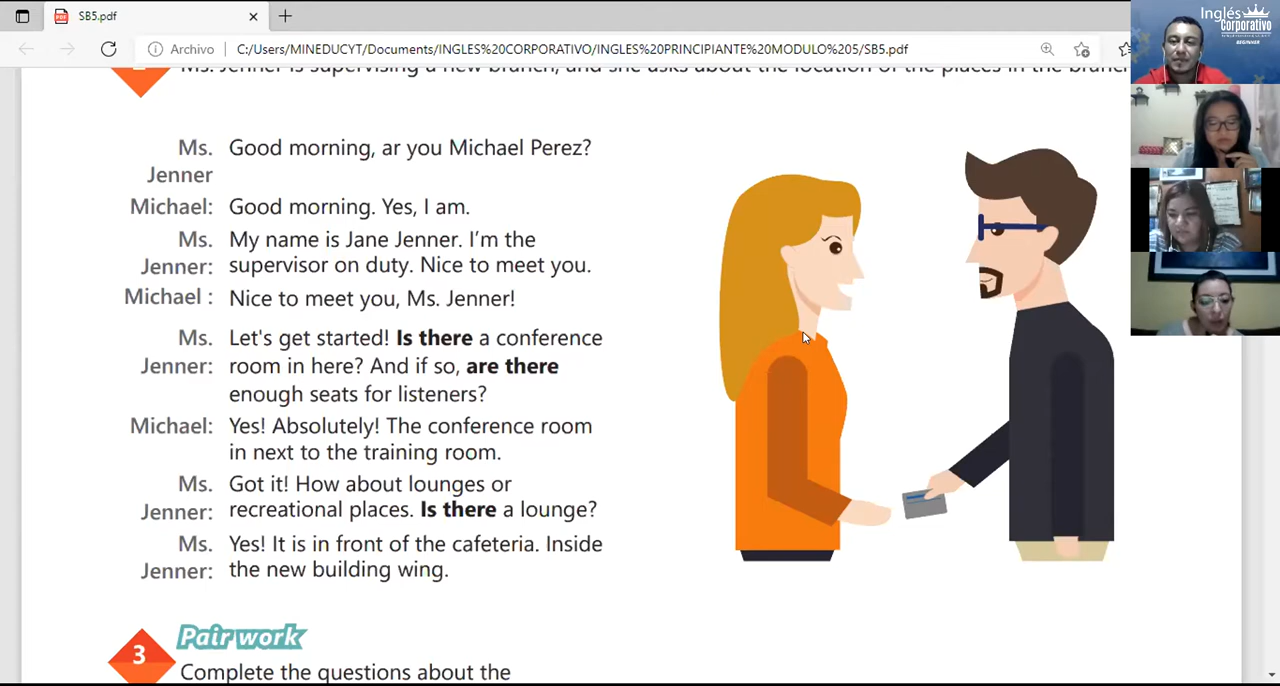 SB5.pdf
Archivo
C:/Users/MINEDUCYT/Documents/INGLES%20CORPORATIVO/INGLES%20PRINCIPIANTE%20MODULO%205/SB5.pdf
Inglés
Corporativo
BEGINNER
Ms. Jenner is supervising a new branch, and she asks about the location of the places in the
Ms. Good morning, ar you Michael Perez?
Jenner
Michael: Good morning. Yes, I am.
Ms. My name is Jane Jenner. I'm the
Jenner: supervisor on duty. Nice to meet you.
Michael : Nice to meet you, Ms. Jenner!
Ms. Let's get started! Is there a conference
Jenner: room in here? And if so, are there
enough seats for listeners?
Michael: Yes! Absolutely! The conference room
in next to the training room.
Ms. Got it! How about lounges or
Jenner: recreational places. Is there a lounge?
Ms. Yes! It is in front of the cafeteria. Inside
Jenner: the new building wing.
3
Pair work
Complete the questions about the